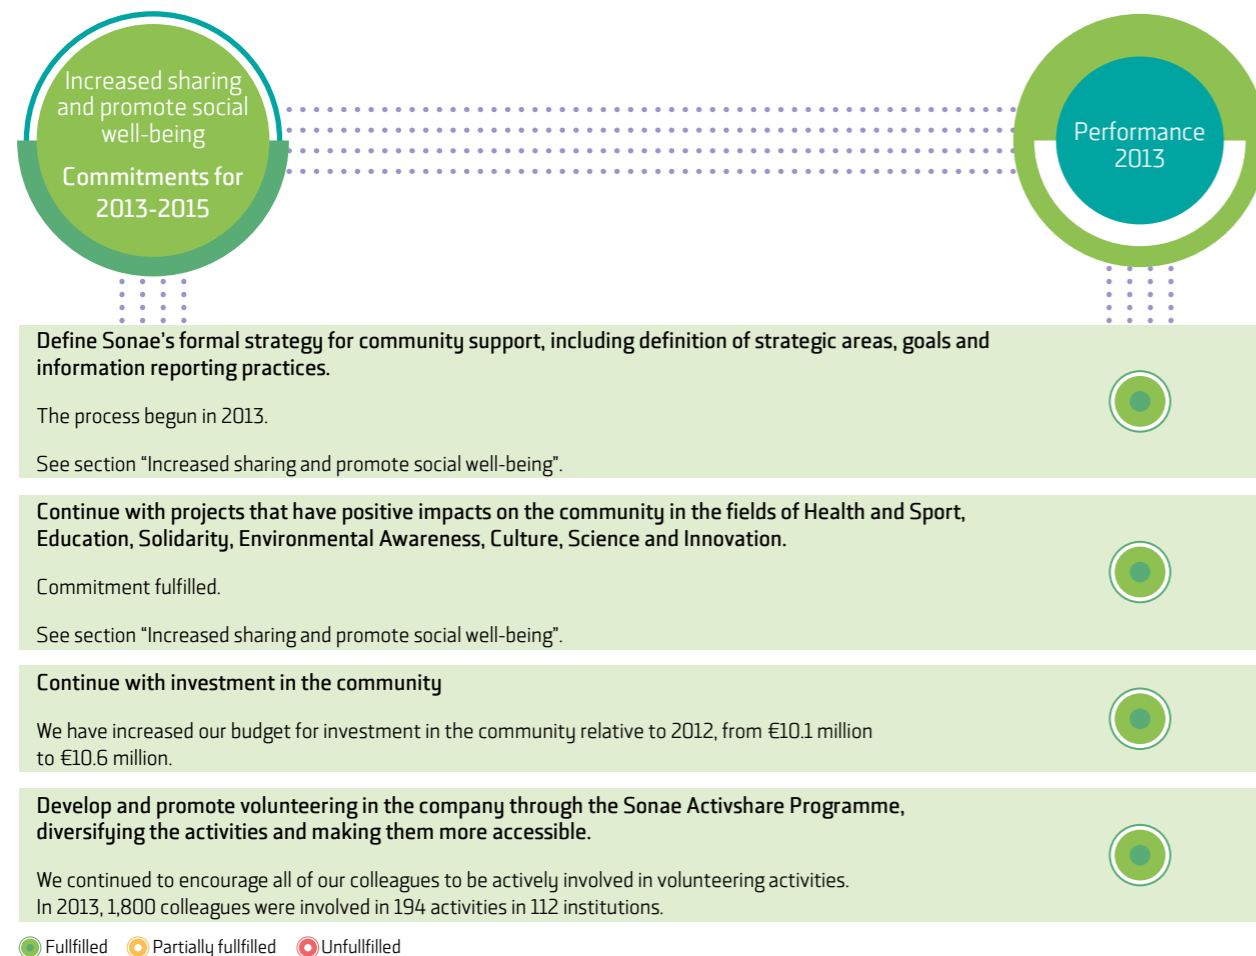 Increased sharing
and promote social
well-being
Commitments for
2013-2015
Performance
2013
Define Sonae's formal strategy for community support, including definition of strategic areas, goals and
information reporting practices.
The process begun in 2013.
See section “Increased sharing and promote social well-being”.
Continue with projects that have positive impacts on the community in the fields of Health and Sport,
Education, Solidarity, Environmental Awareness, Culture, Science and Innovation.
Commitment fulfilled.
See section “Increased sharing and promote social well-being”.
Continue with investment in the community
We have increased our budget for investment in the community relative to 2012, from €10.1 million
to €10.6 million.
Develop and promote volunteering in the company through the Sonae Activshare Programme,
diversifying the activities and making them more accessible.
We continued to encourage all of our colleagues to be actively involved in volunteering activities.
In 2013, 1,800 colleagues were involved in 194 activities in 112 institutions.
Fullfilled Partially fullfilled Unfullfilled